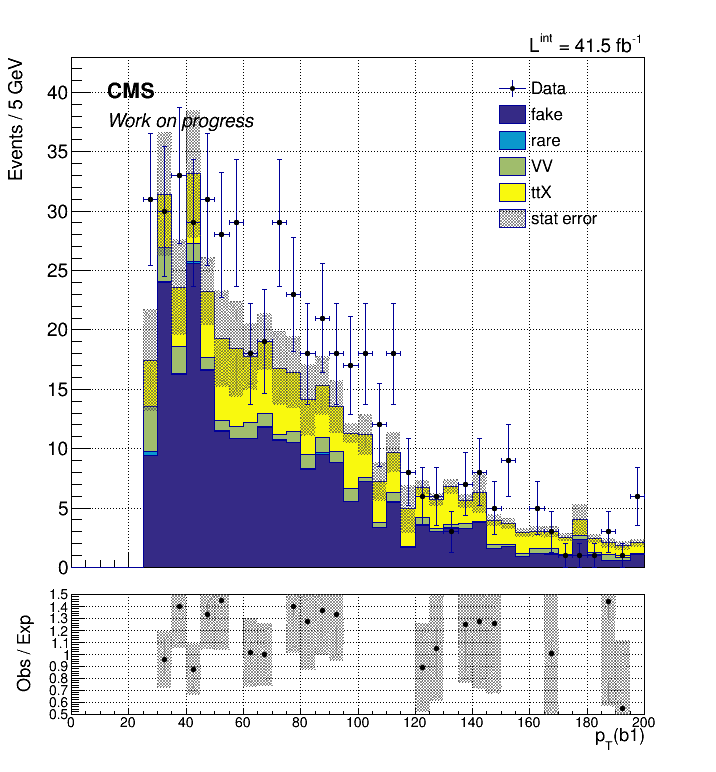 L^int = 41.5 fb^-1
Events / 5 GeV
CMS
Work on progress
Data
fake
rare
VV
ttX
stat error
40
35
30
25
20
15
10
5
0
Obs / Exp
1.5
1.4
1.3
1.2
1.1
1
0.9
0.8
0.7
0.6
0.5
0 20 40 60 80 100 120 140 160 180 200
p_T(b1)